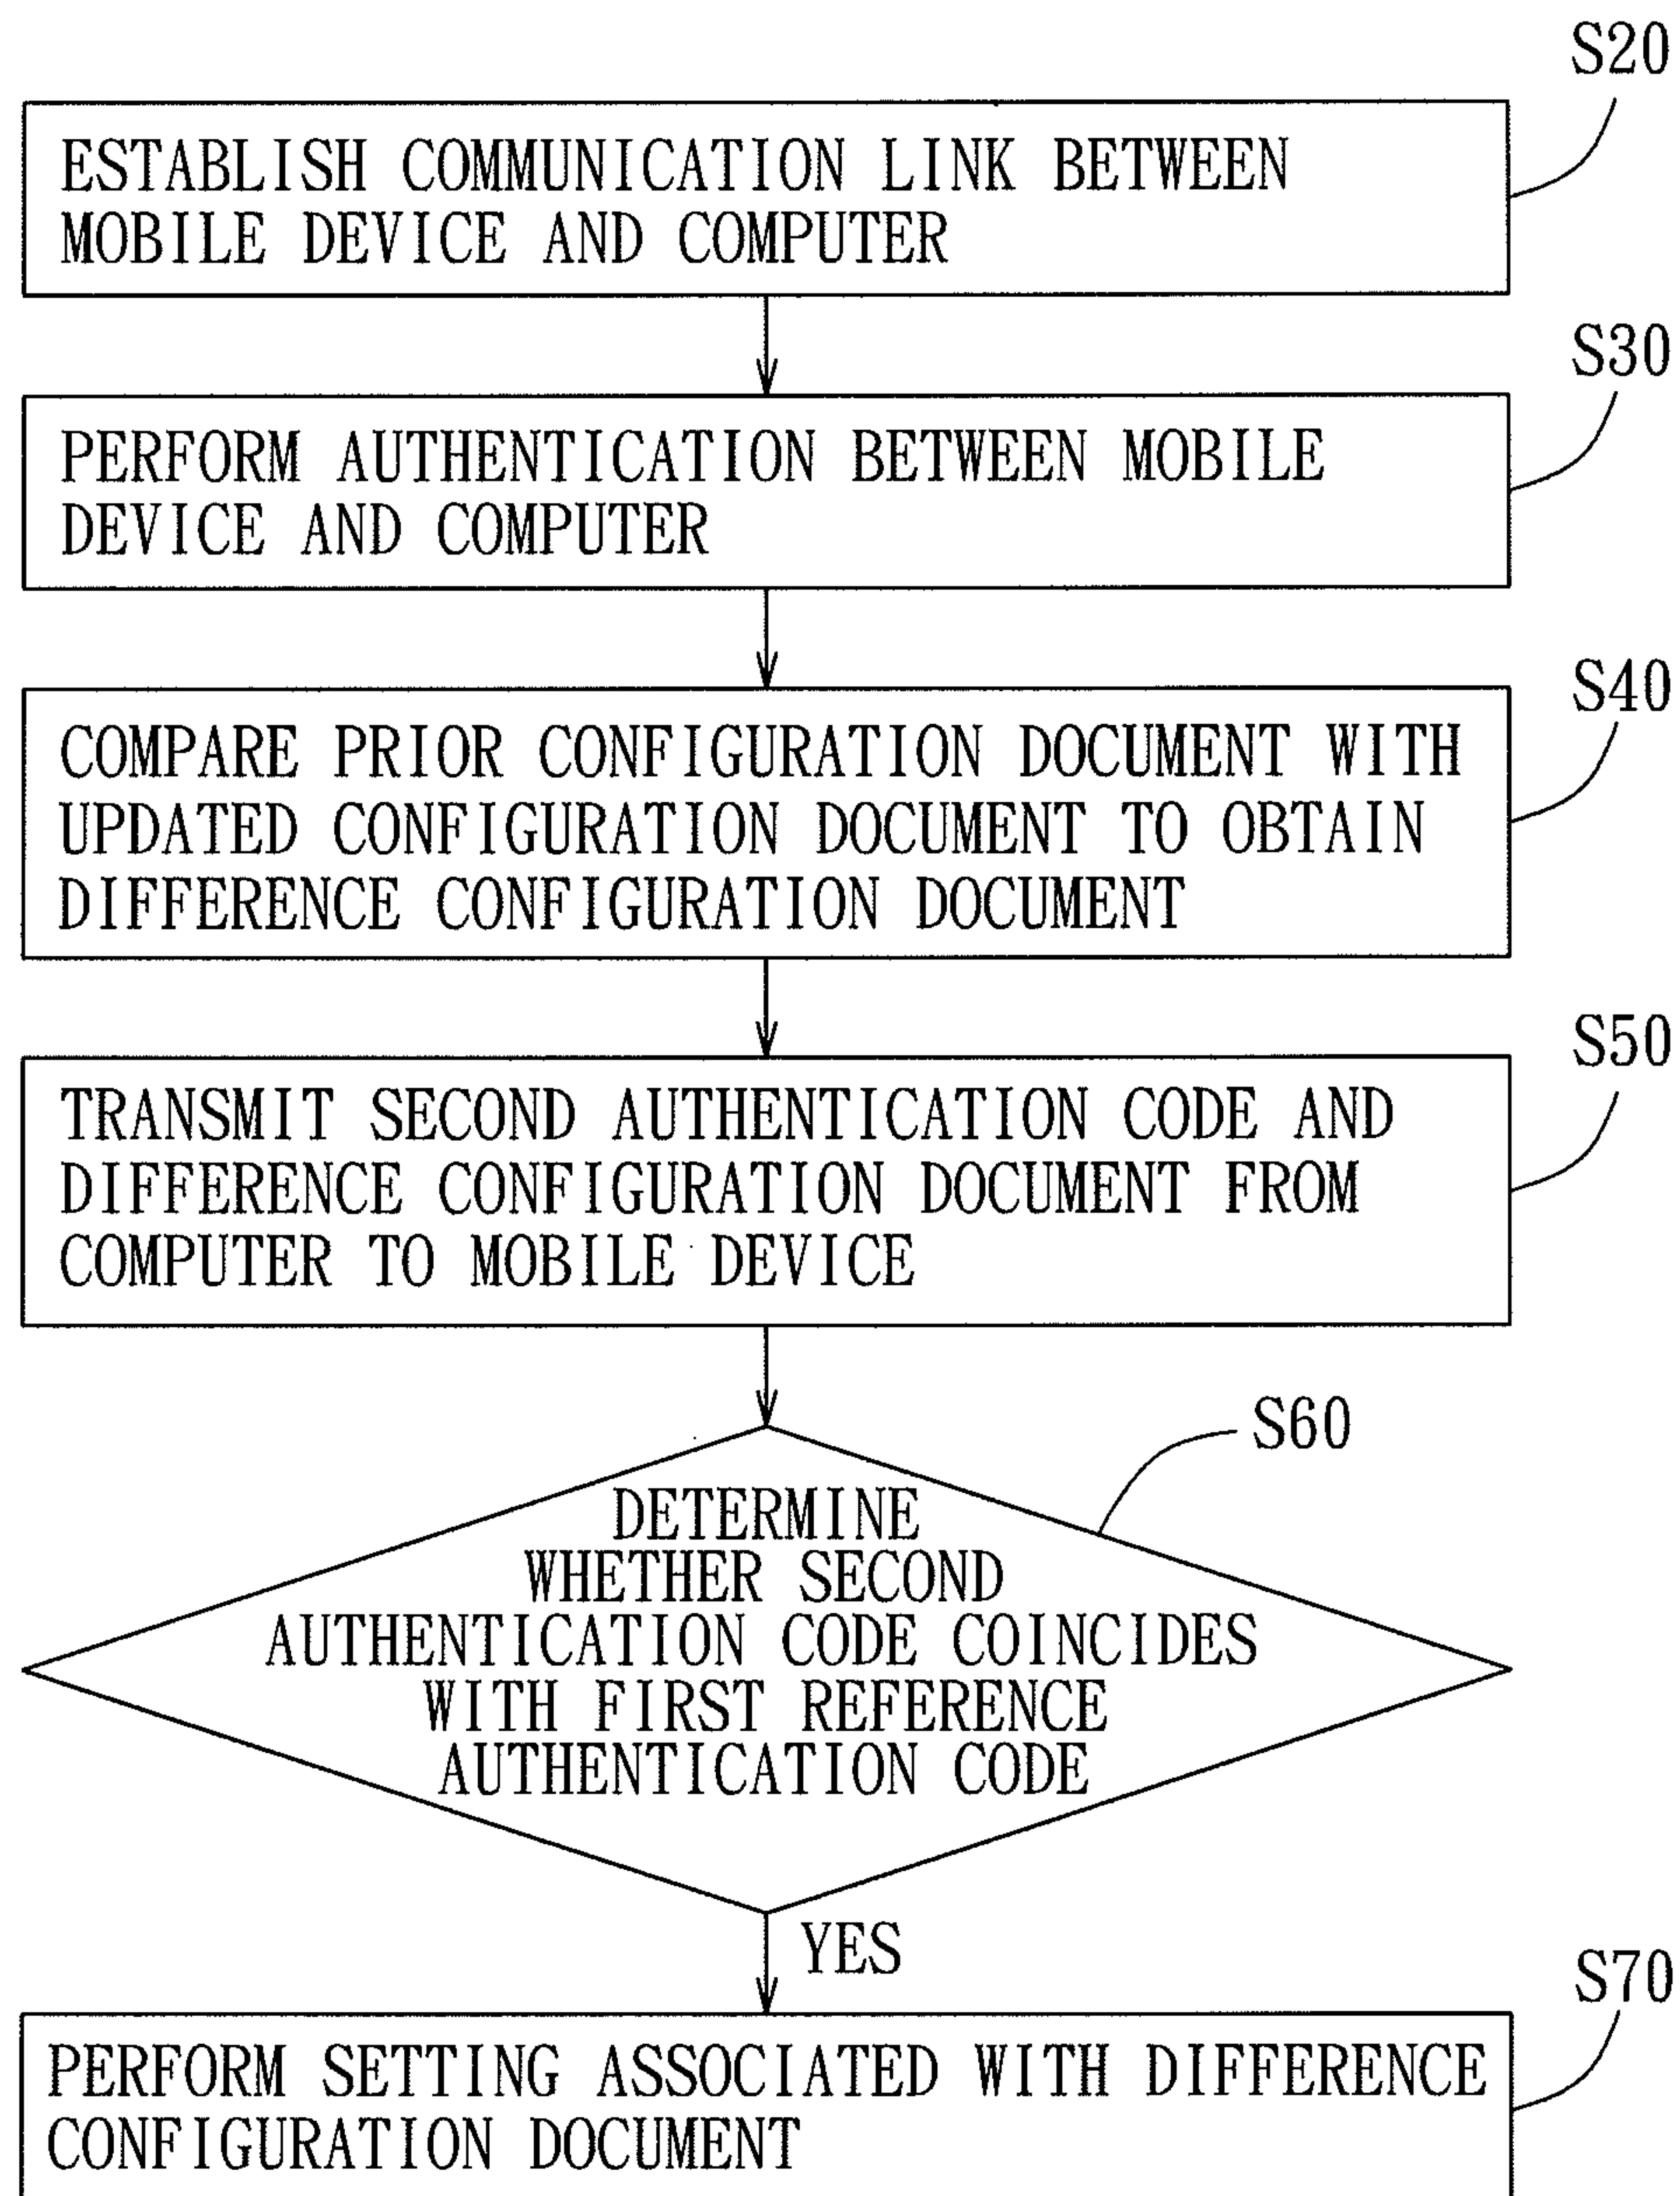 S20
ESTABLISH COMMUNICATION LINK BETWEEN
MOBILE DEVICE AND COMPUTER
S30
PERFORM AUTHENTICATION BETWEEN MOBILE
DEVICE AND COMPUTER
S40
COMPARE PRIOR CONFIGURATION DOCUMENT WITH
UPDATED CONFIGURATION DOCUMENT TO OBTAIN
DIFFERENCE CONFIGURATION DOCUMENT
S50
TRANSMIT SECOND AUTHENTICATION CODE AND
DIFFERENCE CONFIGURATION DOCUMENT FROM
COMPUTER TO MOBILE DEVICE
S60
DETERMINE
WHETHER SECOND
AUTHENTICATION CODE COINCIDES
WITH FIRST REFERENCE
AUTHENTICATION CODE
YES
S70
PERFORM SETTING ASSOCIATED WITH DIFFERENCE
CONFIGURATION DOCUMENT